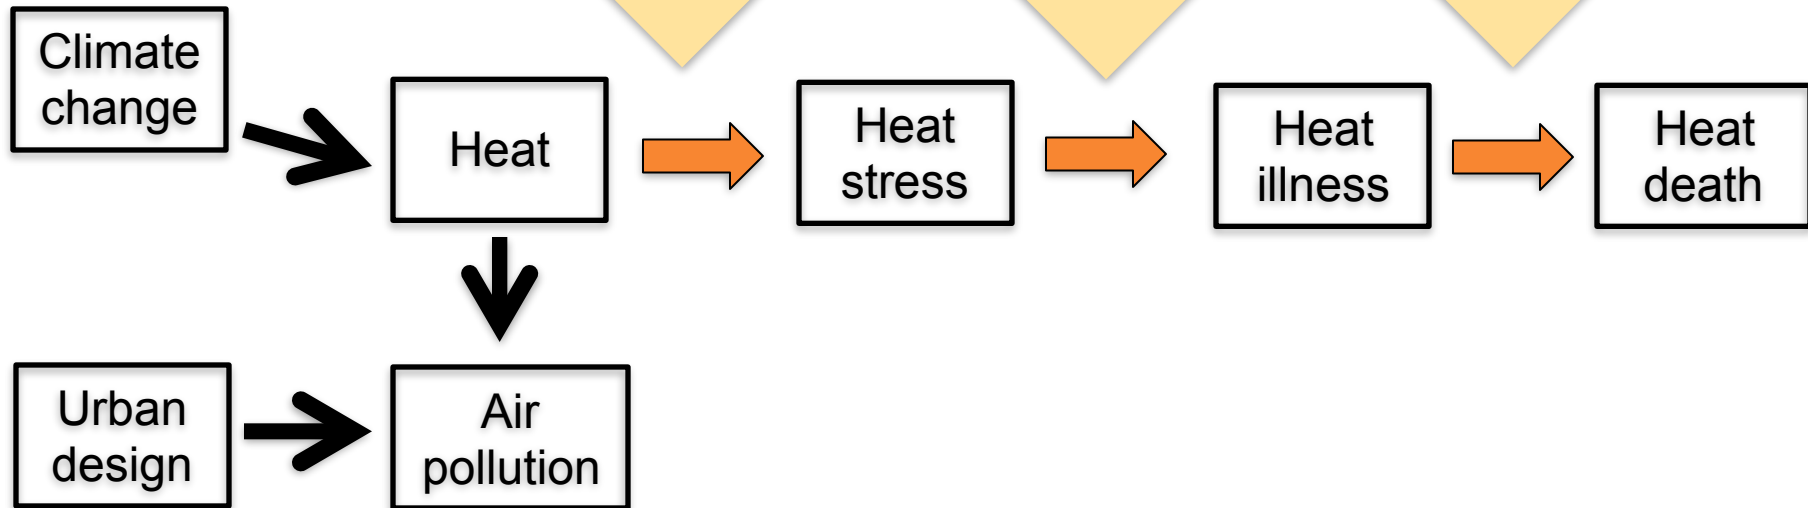 Climate
change
Heat
Heat
stress
Heat
illness
Heat
death
Urban
design
Air
pollution